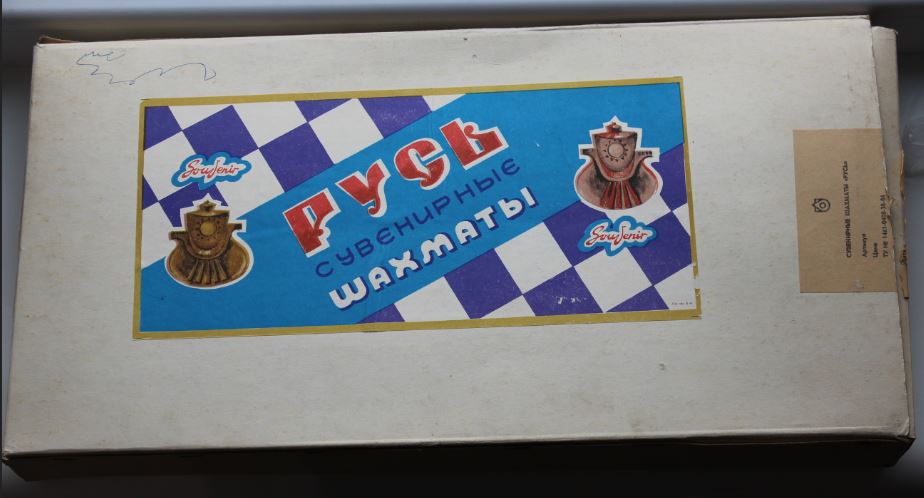 Souvenir
РУСЬ
СУВЕНИРНЫЕ
ШАХМАТЫ
Souvenir
СУВЕНИРНЫЕ ШАХМАТЫ «РУСЬ»
Артикул
Цена